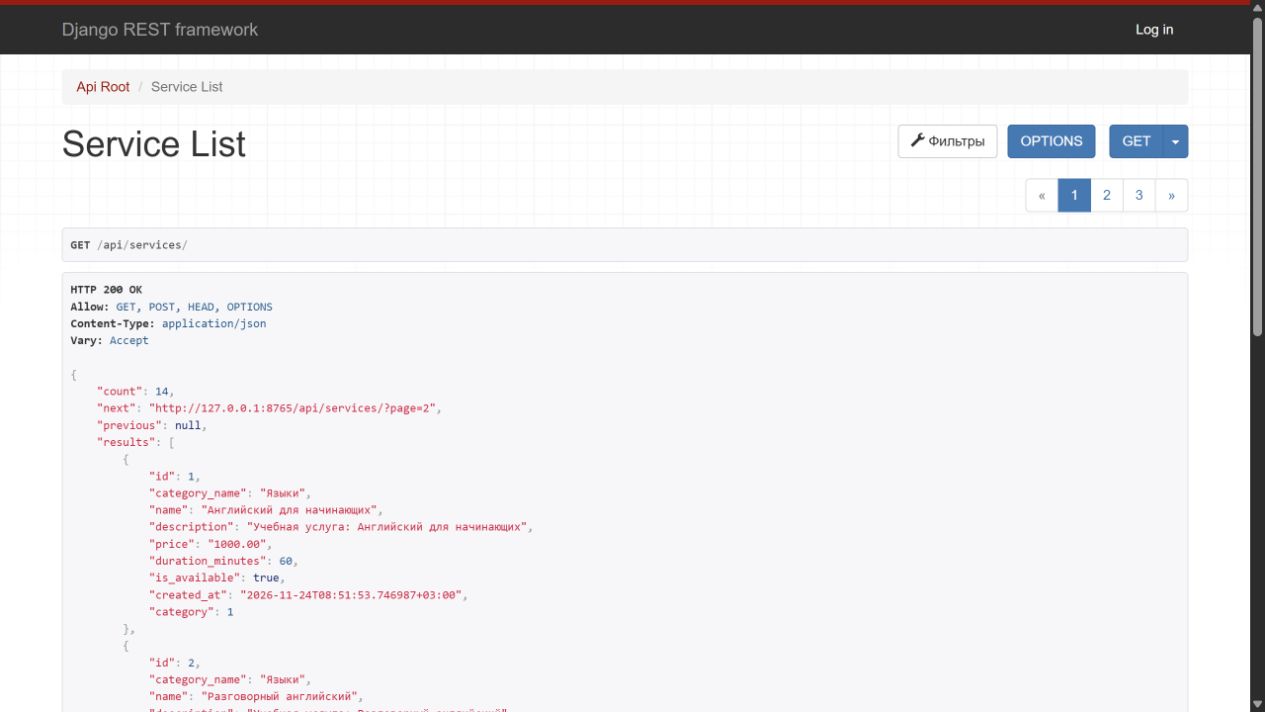 Django REST framework
Log in
Api Root / Service List
Service List
Фильтры
OPTIONS
GET
« 1 2 3 »
GET /api/services/
HTTP 200 OK
Allow: GET, POST, HEAD, OPTIONS
Content-Type: application/json
Vary: Accept
{
"count": 14,
"next": "http://127.0.0.1:8765/api/services/?page=2",
"previous": null,
"results": [
{
"id": 1,
"category_name": "Языки",
"name": "Английский для начинающих",
"description": "Учебная услуга: Английский для начинающих",
"price": "1000.00",
"duration_minutes": 60,
"is_available": true,
"created_at": "2026-11-24T08:51:53.746987+03:00",
"category": 1
},
{
"id": 2,
"category_name": "Языки",
"name": "Разговорный английский",